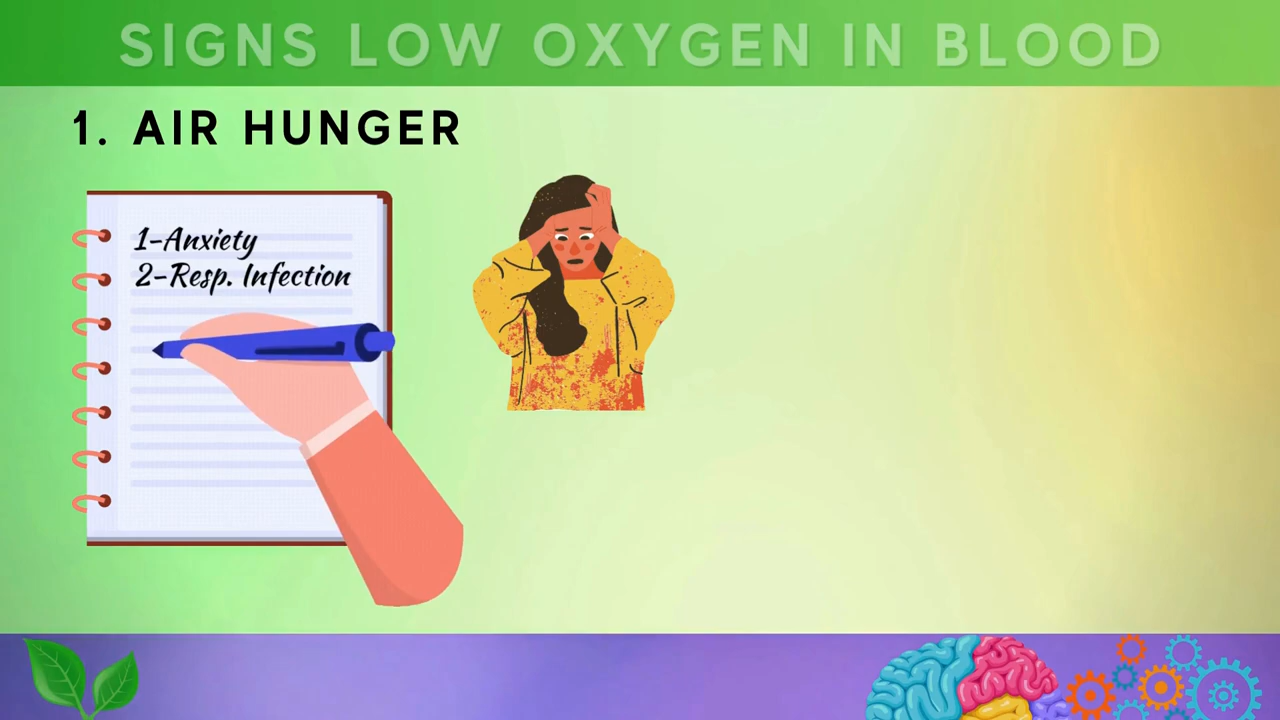 SIGNS LOW OXYGEN IN BLOOD
1. AIR HUNGER
1-Anxiety
2-Resp. Infection